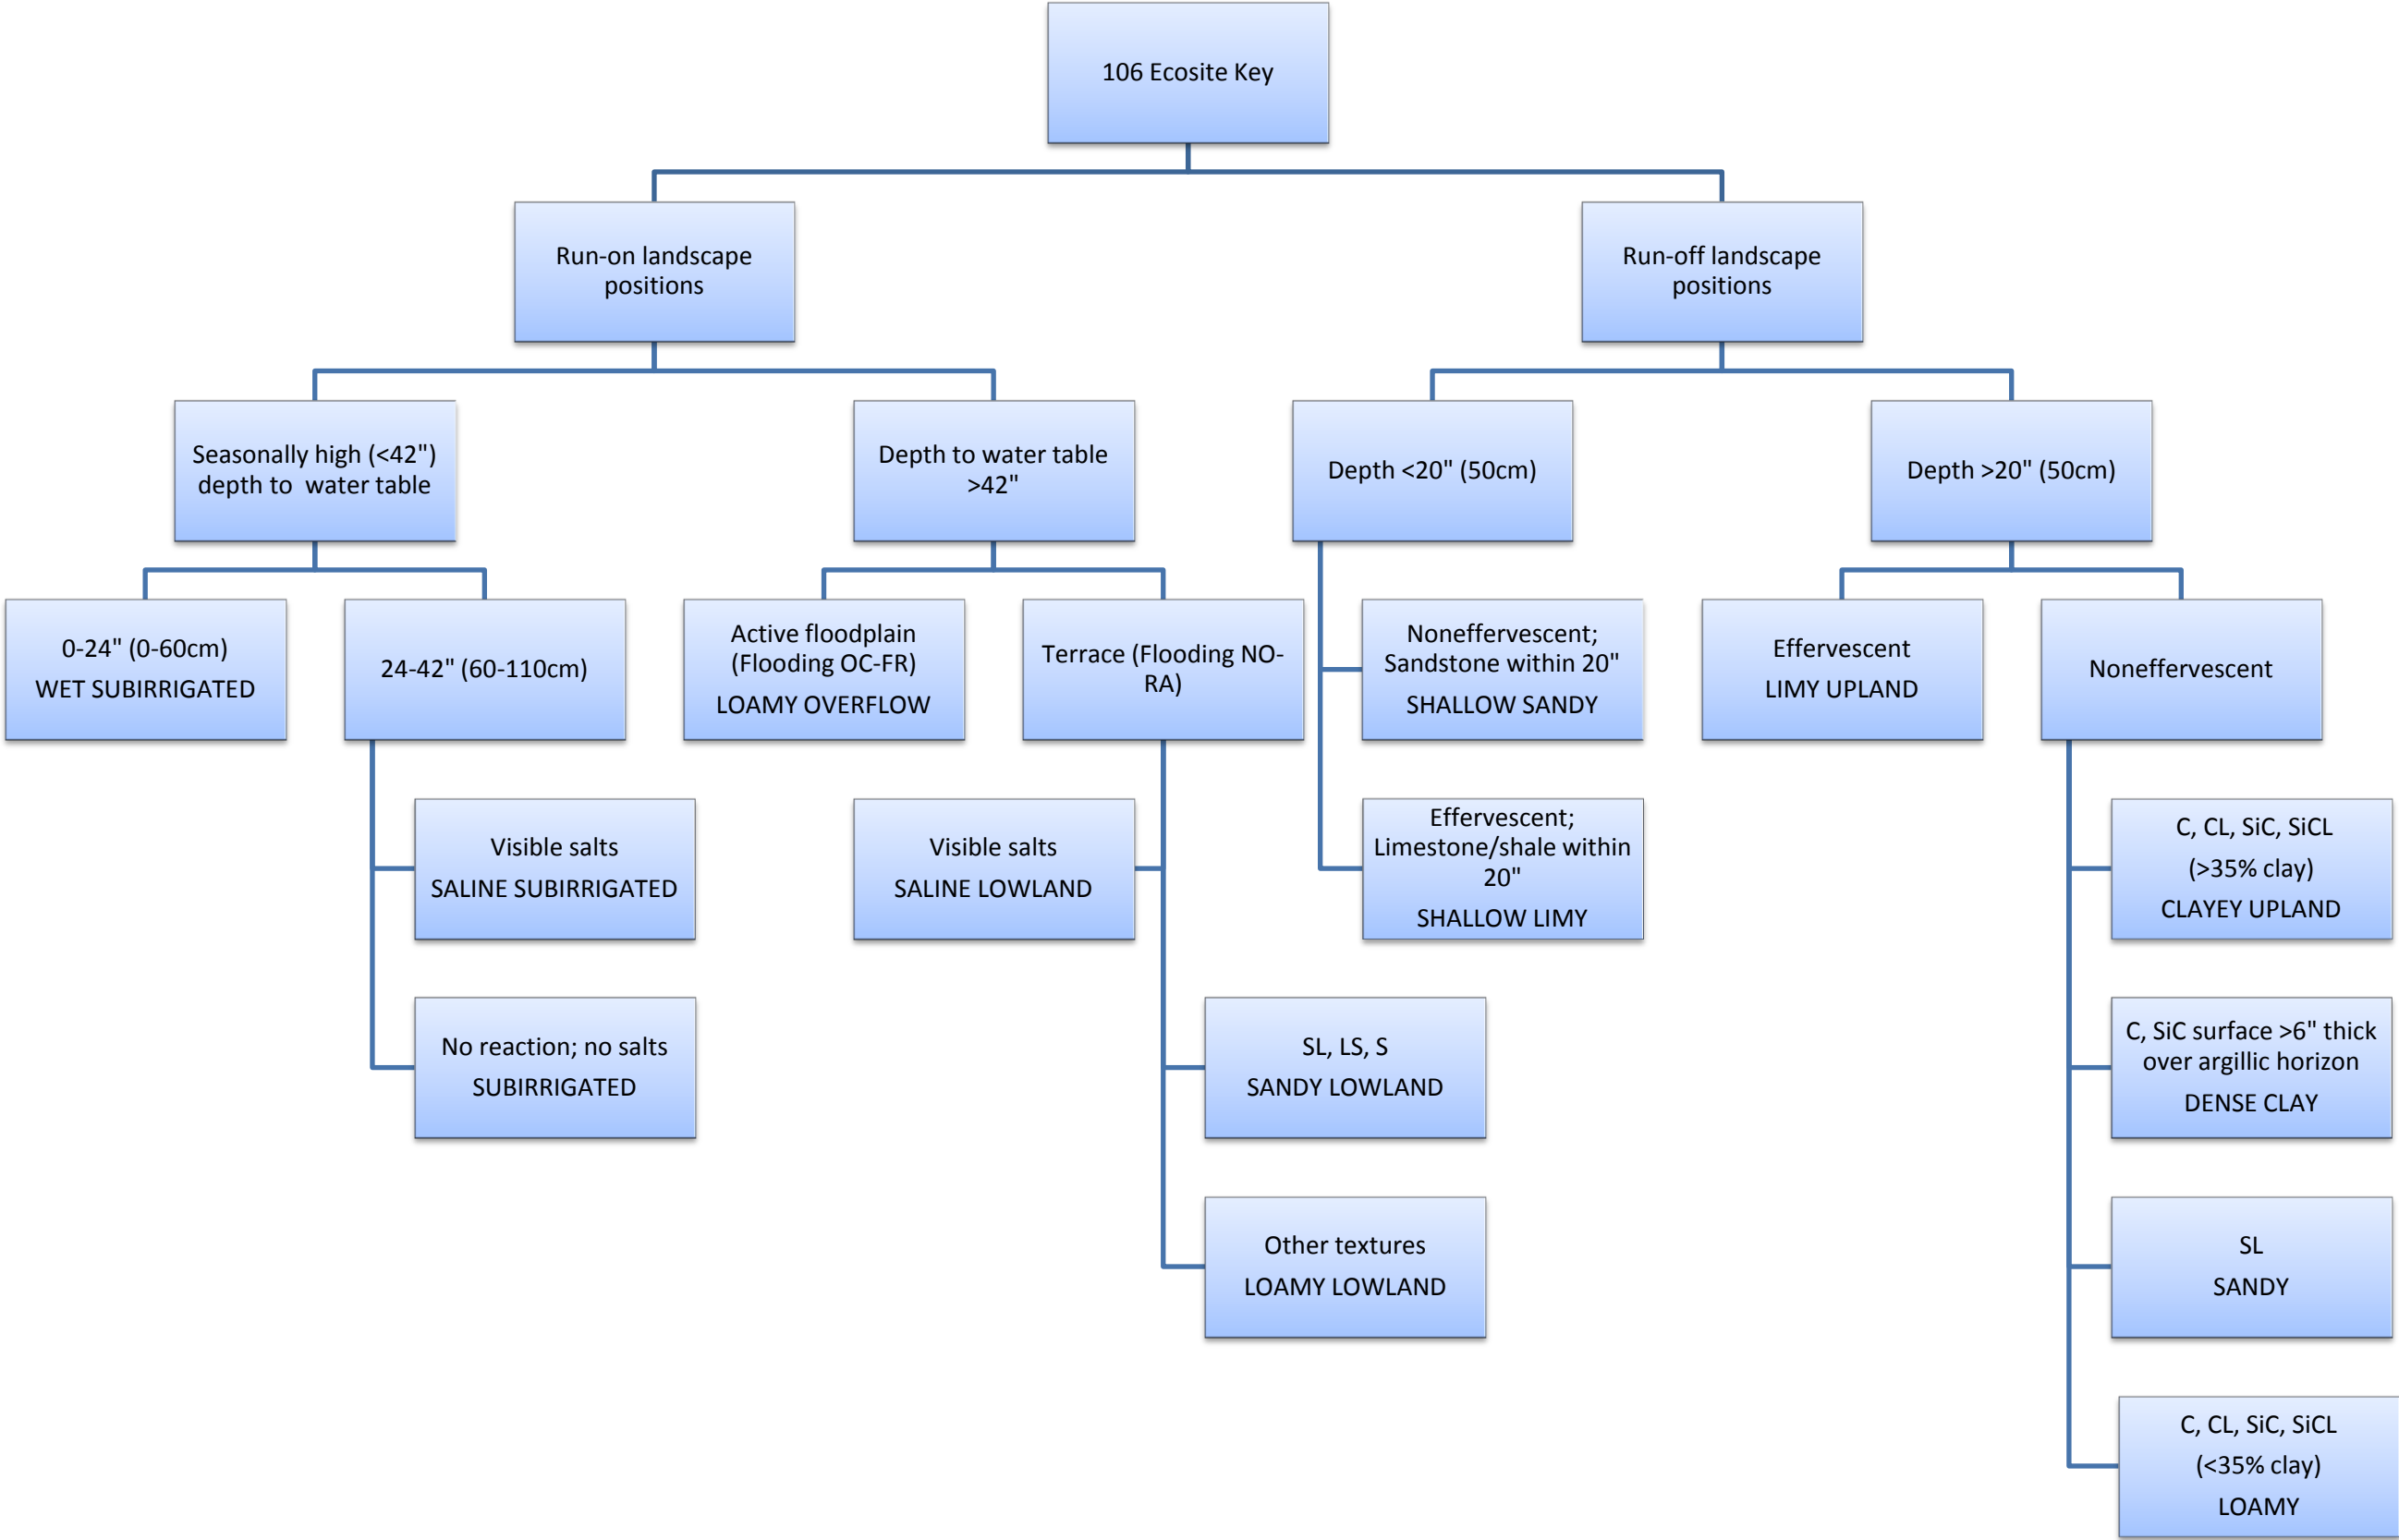 106 Ecosite Key
Run-on landscape
positions
Run-off landscape
positions
Seasonally high (<42")
depth to  water table
Depth to water table
>42"
Depth <20" (50cm)
Depth >20" (50cm)
0-24" (0-60cm)
WET SUBIRRIGATED
24-42" (60-110cm)
Active floodplain
(Flooding OC-FR)
LOAMY OVERFLOW
Terrace (Flooding NO-
RA)
Noneffervescent;
Sandstone within 20"
SHALLOW SANDY
Effervescent
LIMY UPLAND
Noneffervescent
Visible salts
SALINE SUBIRRIGATED
Visible salts
SALINE LOWLAND
Effervescent;
Limestone/shale within
20"
SHALLOW LIMY
C, CL, SiC, SiCL
(>35% clay)
CLAYEY UPLAND
No reaction; no salts
SUBIRRIGATED
SL, LS, S
SANDY LOWLAND
C, SiC surface >6" thick
over argillic horizon
DENSE CLAY
Other textures
LOAMY LOWLAND
SL
SANDY
C, CL, SiC, SiCL
(<35% clay)
LOAMY